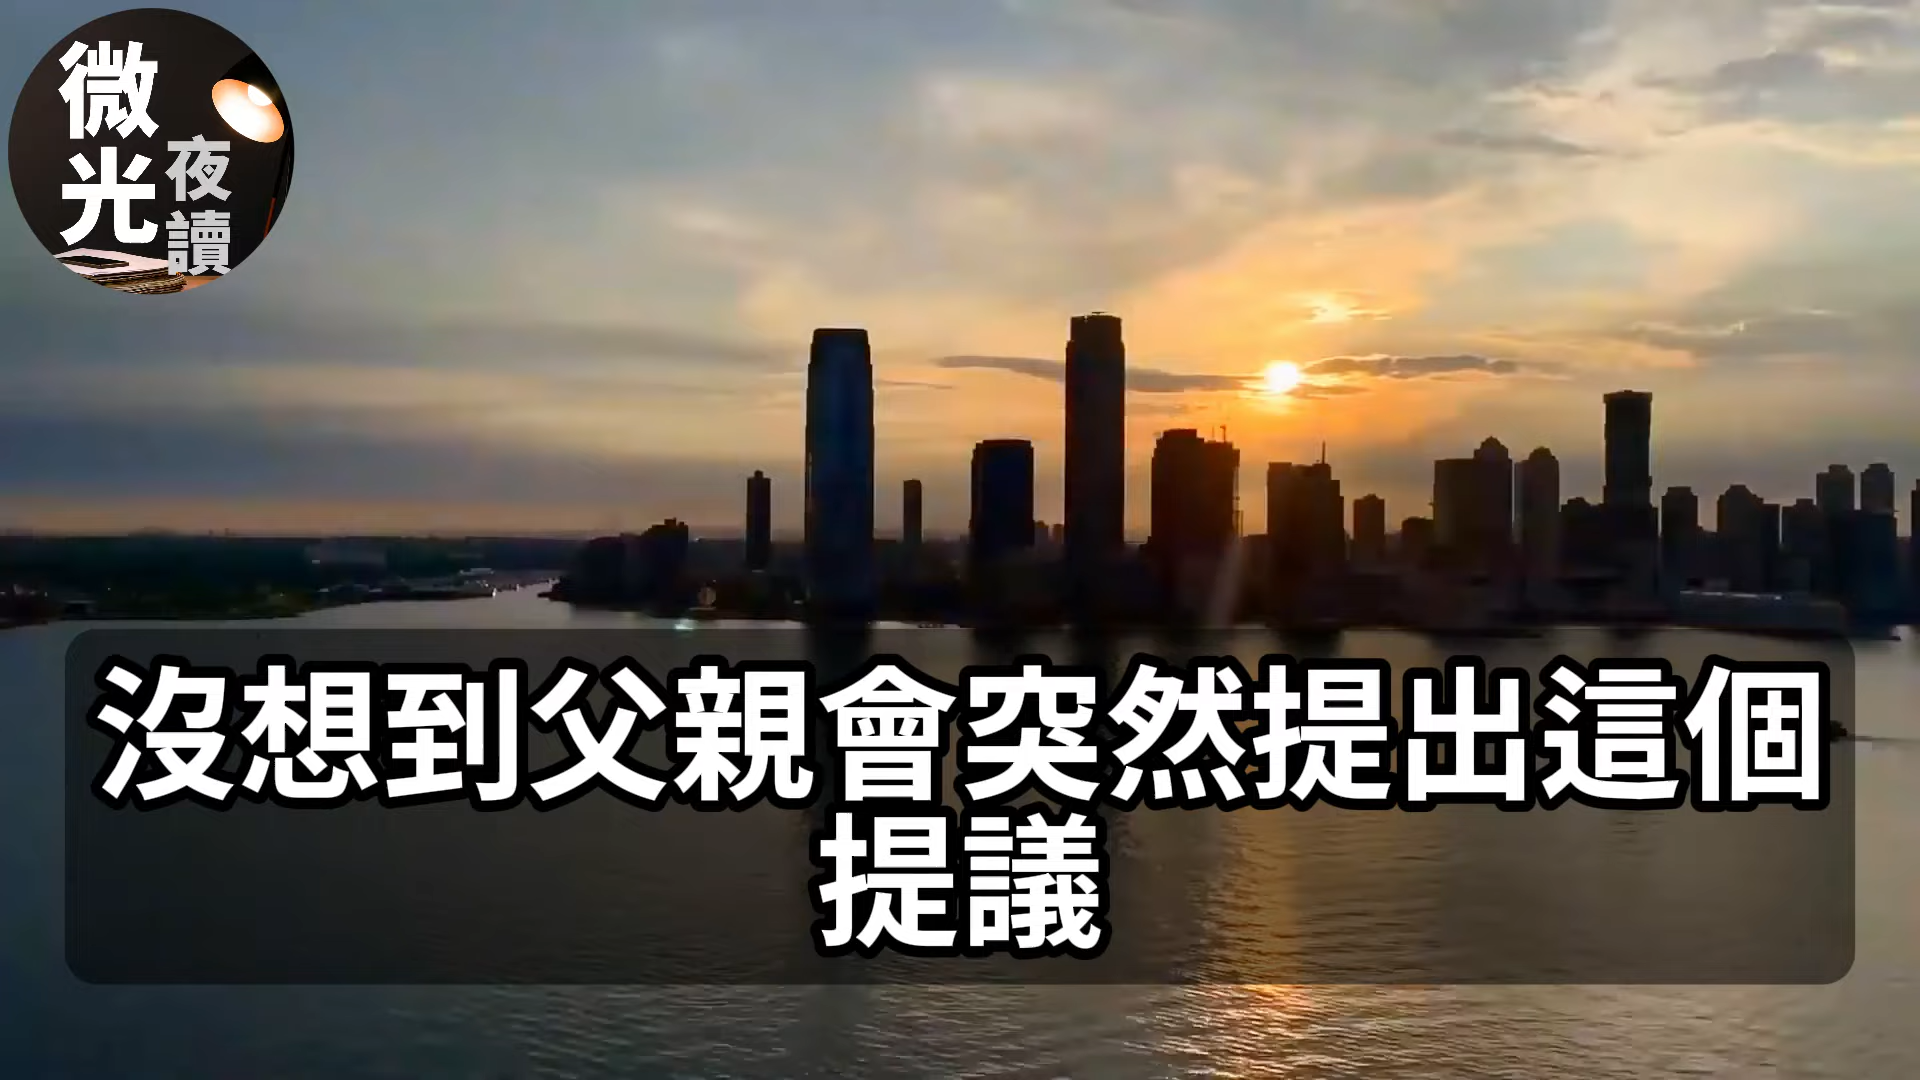 微光
夜讀
沒想到父親會突然提出這個
提議